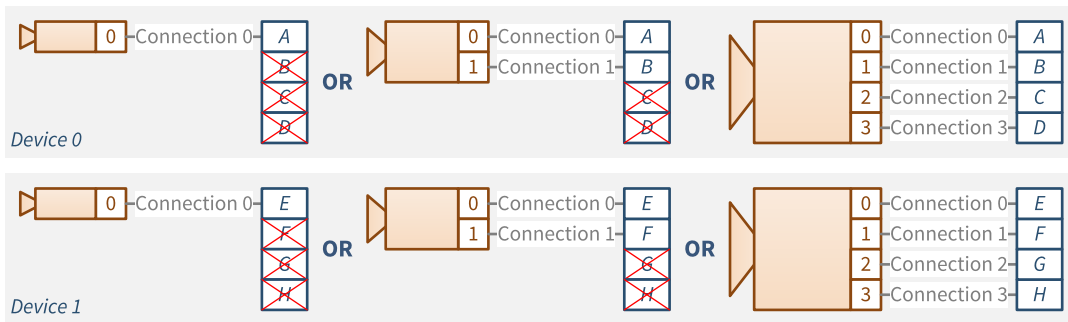 0 Connection 0 A 0 Connection 0 A 0 Connection 0 A
B 1 Connection 1 B 1 Connection 1 B
OR OR
C C 2 Connection 2 C
D D 3 Connection 3 D
Device 0
0 Connection 0 E 0 Connection 0 E 0 Connection 0 E
F 1 Connection 1 F 1 Connection 1 F
OR OR
G G 2 Connection 2 G
H H 3 Connection 3 H
Device 1